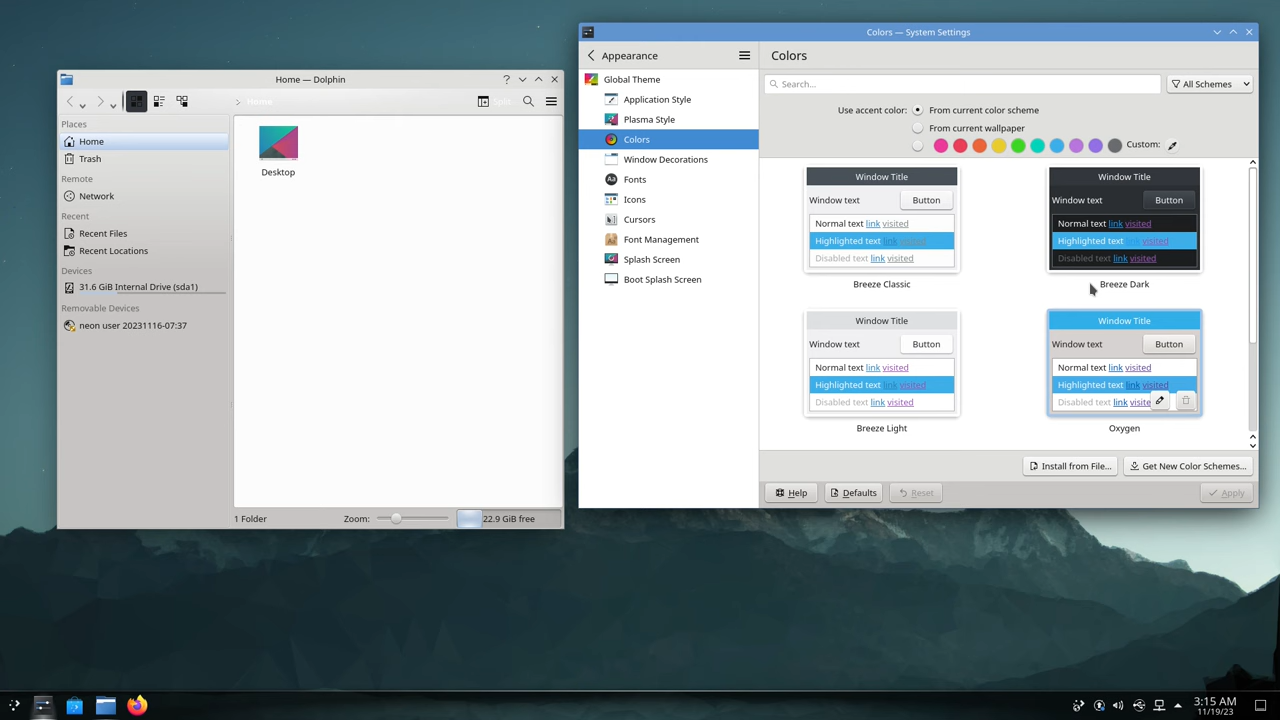 Home — Dolphin
Home
Split
Places
Home
Trash
Remote
Network
Recent
Recent Files
Recent Locations
Devices
31.6 GiB Internal Drive (sda1)
Removable Devices
neon user 20231116-07:37
Desktop
1 Folder
Zoom:
22.9 GiB free
Colors — System Settings
Appearance
Global Theme
Application Style
Plasma Style
Colors
Window Decorations
Fonts
Icons
Cursors
Font Management
Splash Screen
Boot Splash Screen
Colors
Search...
All Schemes
Use accent color:
From current color scheme
From current wallpaper
Custom:
Window Title
Window text
Button
Normal text link visited
Highlighted text link visited
Disabled text link visited
Breeze Classic
Window Title
Window text
Button
Normal text link visited
Highlighted text link visited
Disabled text link visited
Breeze Dark
Window Title
Window text
Button
Normal text link visited
Highlighted text link visited
Disabled text link visited
Breeze Light
Window Title
Window text
Button
Normal text link visited
Highlighted text link visited
Disabled text link visite
Oxygen
Install from File...
Get New Color Schemes...
Help
Defaults
Reset
Apply
3:15 AM
11/19/23